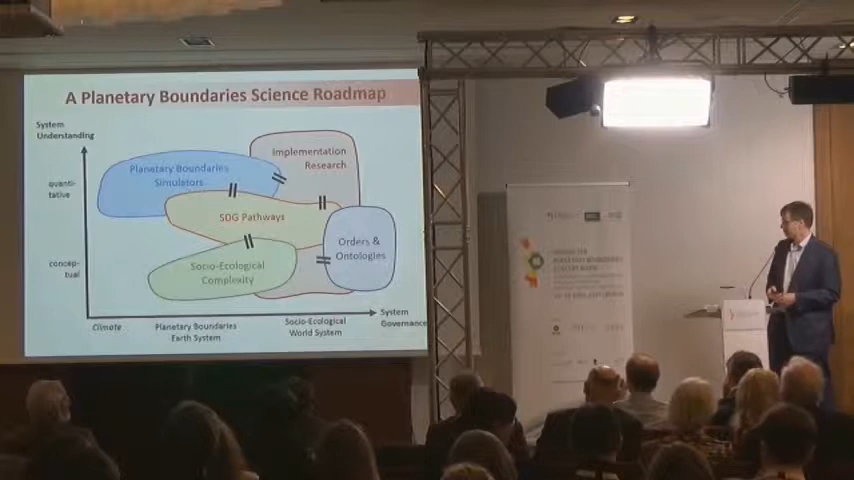 A Planetary Boundaries Science Roadmap
System
Understanding
quanti-
tative
concep-
tual
Planetary Boundaries
Simulators
Implementation
Research
SDG Pathways
Orders &
Ontologies
Socio-Ecological
Complexity
Climate
Planetary Boundaries
Earth System
Socio-Ecological
World System
System
Governance